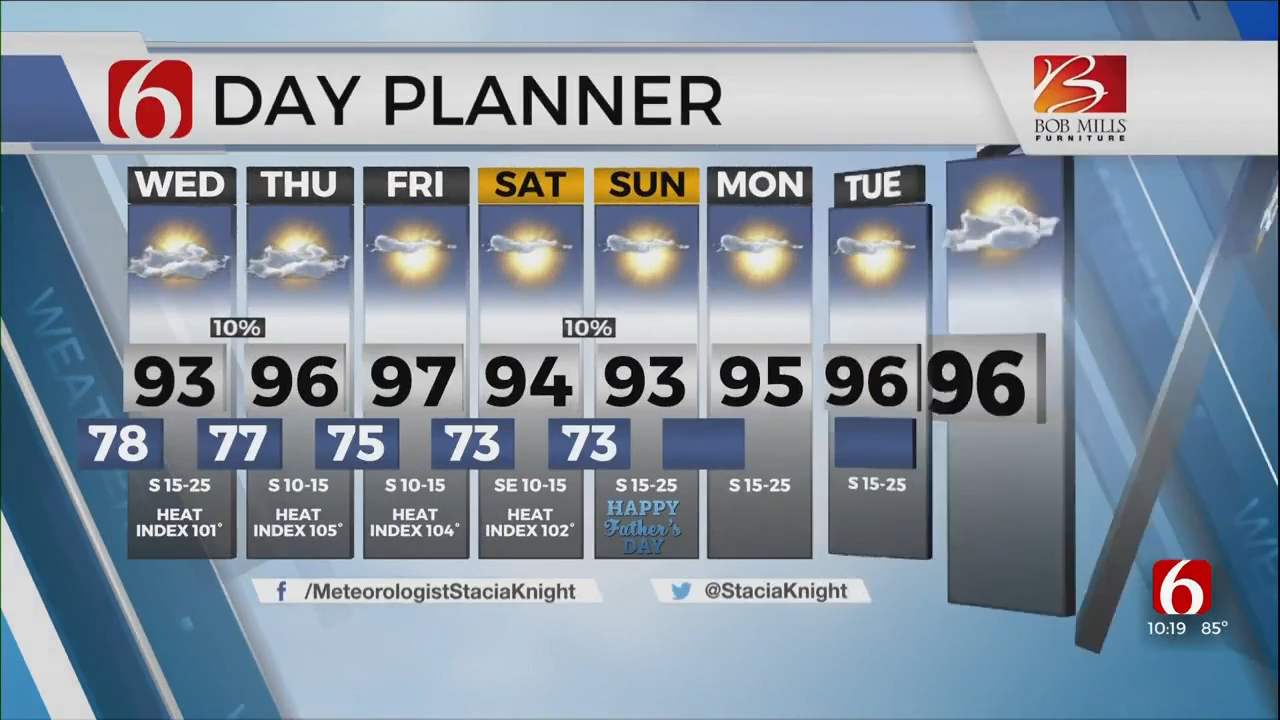 6 DAY PLANNER
BOB MILLS
FURNITURE
WED THU FRI SAT SUN MON TUE
10% 10%
93 96 97 94 93 95 96 96
78 77 75 73 73
S 15-25 S 10-15 S 10-15 SE 10-15 S 15-25 S 15-25 S 15-25
HEAT HEAT HEAT HEAT HAPPY
INDEX 101° INDEX 105° INDEX 104° INDEX 102° Father's
DAY
f /MeteorologistStaciaKnight @StaciaKnight
6
10:19 85°